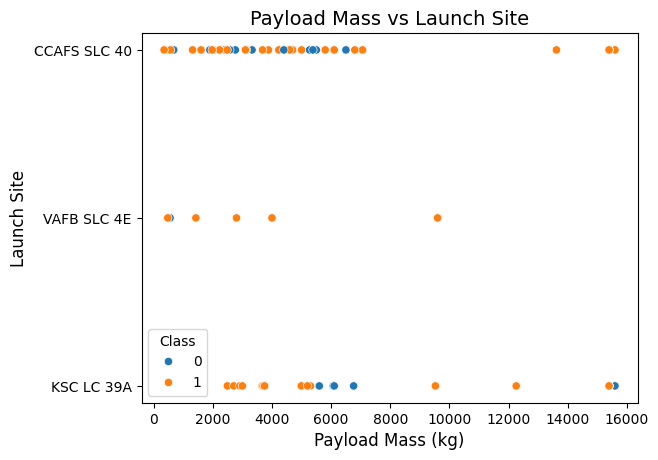 Payload Mass vs Launch Site
Launch Site
CCAFS SLC 40
VAFB SLC 4E
KSC LC 39A
Class
0
1
0 2000 4000 6000 8000 10000 12000 14000 16000
Payload Mass (kg)